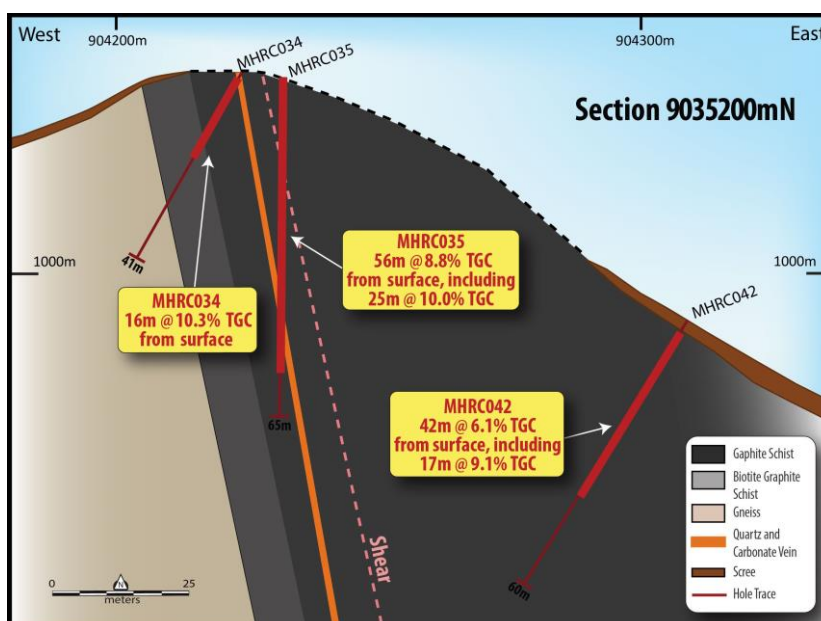 West
904200m
MHRC034
MHRC035
904300m
East
Section 9035200mN
1000m
1000m
41m
MHRC034
16m @ 10.3% TGC
from surface
MHRC035
56m @ 8.8% TGC
from surface, including
25m @ 10.0% TGC
MHRC042
65m
MHRC042
42m @ 6.1% TGC
from surface, including
17m @ 9.1% TGC
Shear
60m
0
N
25
meters
Gaphite Schist
Biotite Graphite
Schist
Gneiss
Quartz and
Carbonate Vein
Scree
Hole Trace